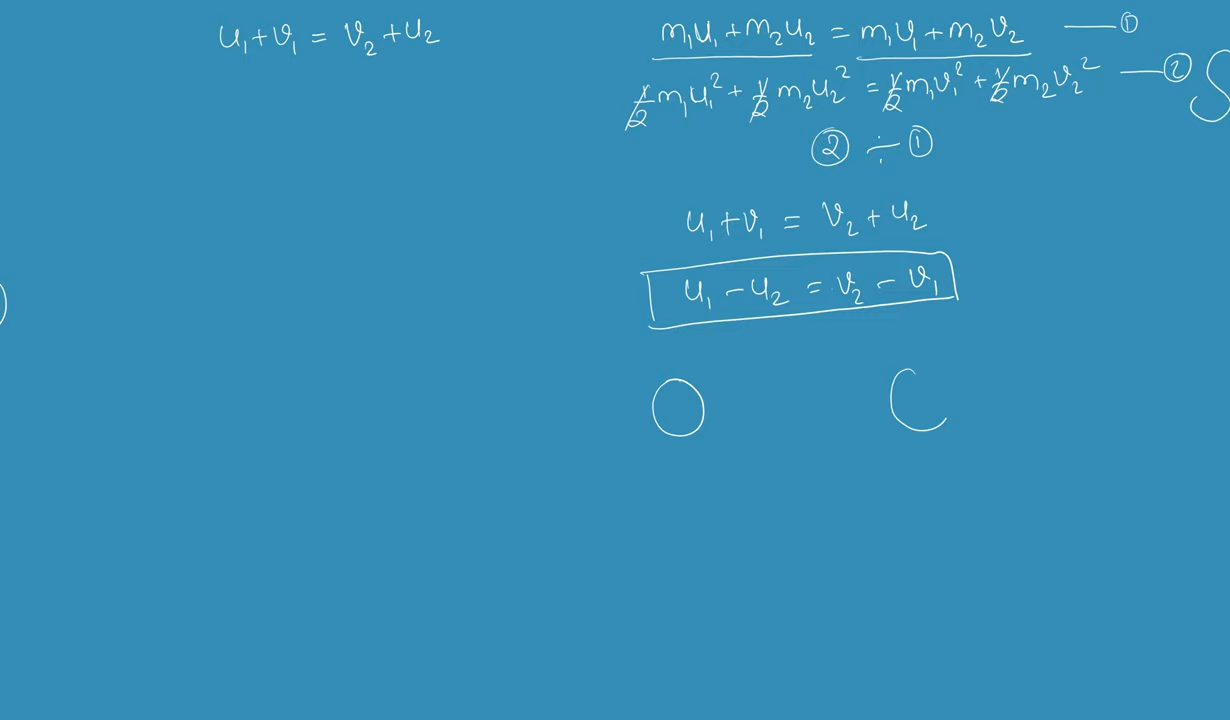 u₁+v₁ = v₂+u₂
m₁u₁+m₂u₂ = m₁v₁+m₂v₂ — ①
½m₁u₁² + ½m₂u₂² = ½m₁v₁² + ½m₂v₂² — ②
② ÷ ①
u₁+v₁ = v₂+u₂
u₁−u₂ = v₂−v₁